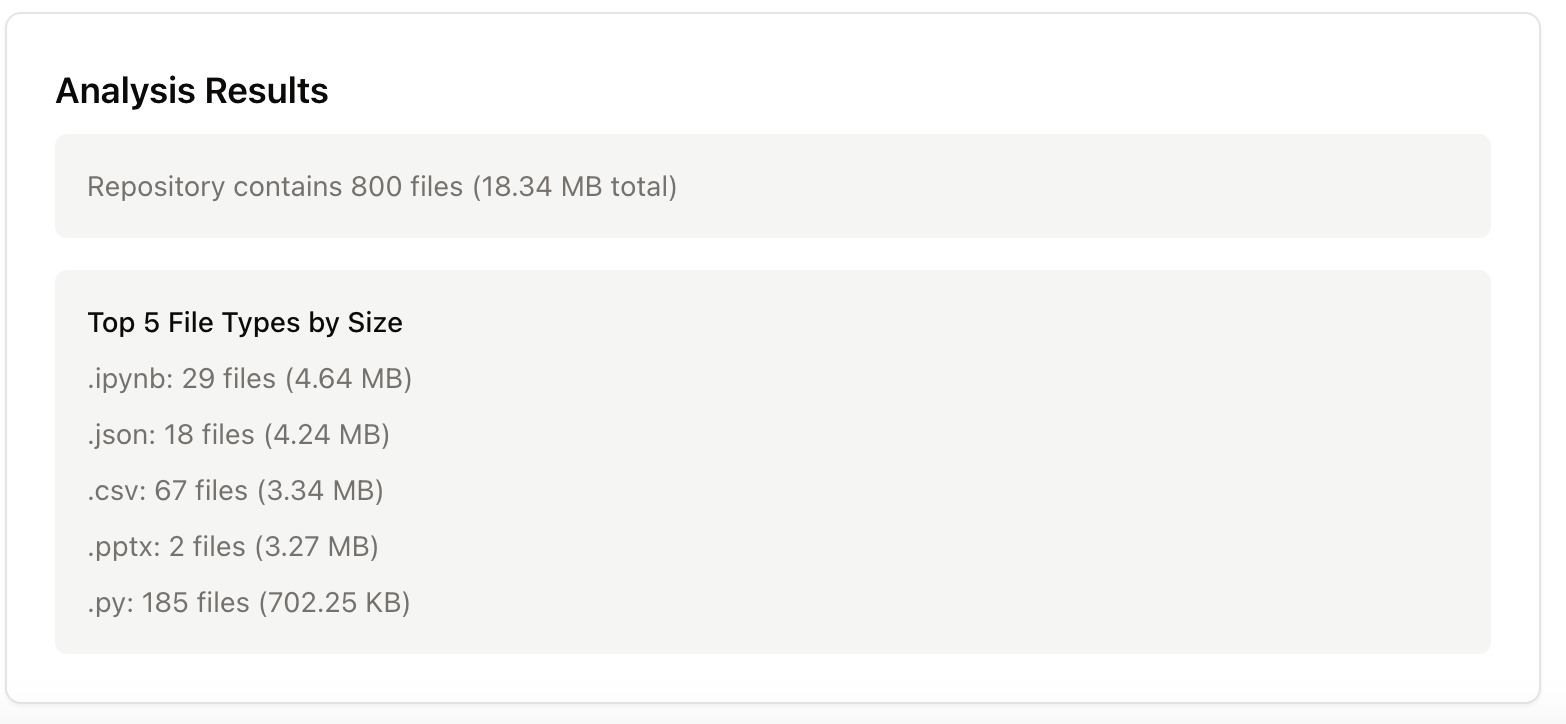 Analysis Results
Repository contains 800 files (18.34 MB total)
Top 5 File Types by Size
.ipynb: 29 files (4.64 MB)
.json: 18 files (4.24 MB)
.csv: 67 files (3.34 MB)
.pptx: 2 files (3.27 MB)
.py: 185 files (702.25 KB)